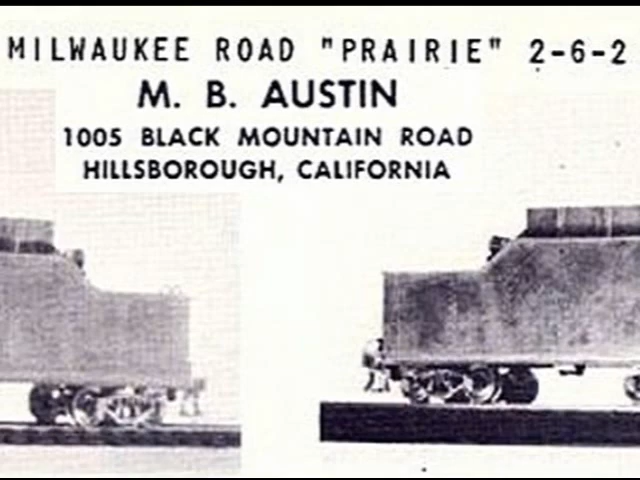 MILWAUKEE ROAD "PRAIRIE" 2-6-2
M. B. AUSTIN
1005 BLACK MOUNTAIN ROAD
HILLSBOROUGH, CALIFORNIA